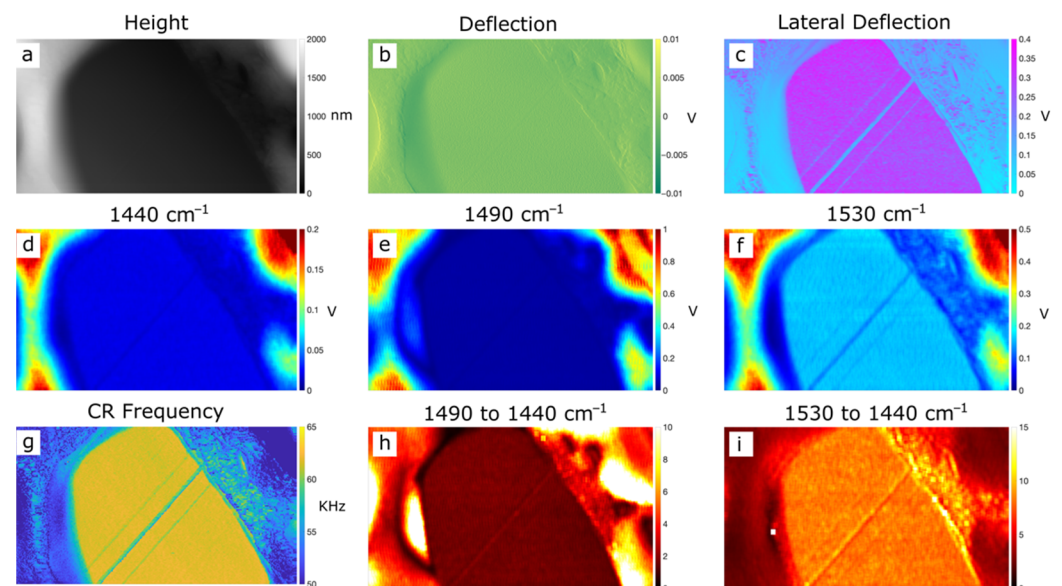 Height
Deflection
Lateral Deflection
a
2000
1500
1000
500
0
nm
b
0.01
0.005
0
−0.005
−0.01
V
c
0.4
0.35
0.3
0.25
0.2
0.15
0.1
0.05
0
V
1440 cm⁻¹
1490 cm⁻¹
1530 cm⁻¹
d
0.2
0.15
0.1
0.05
0
V
e
1
0.8
0.6
0.4
0.2
0
V
f
0.5
0.4
0.3
0.2
0.1
0
V
CR Frequency
1490 to 1440 cm⁻¹
1530 to 1440 cm⁻¹
g
65
60
55
50
KHz
h
10
8
6
4
2
i
15
10
5